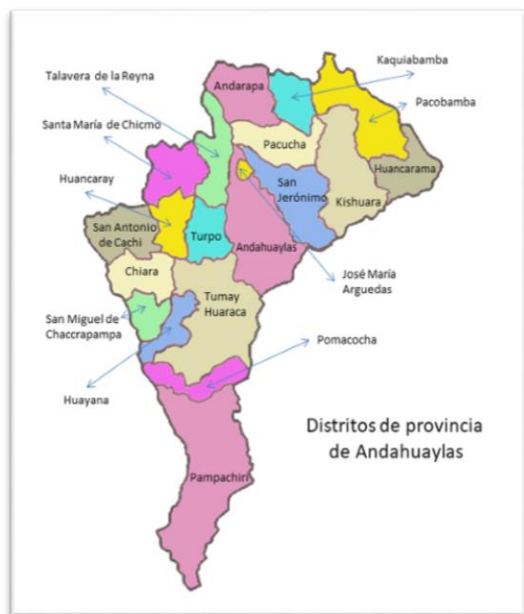 Kaquiabamba
Talavera de la Reyna
Andarapa
Pacobamba
Santa María de Chicmo
Pacucha
Huancarama
Huancaray
San
Jerónimo
Kishuara
San Antonio
de Cachi
Turpo
Andahuaylas
Chiara
José María
Arguedas
Tumay
Huaraca
San Miguel de
Chaccrapampa
Pomacocha
Huayana
Distritos de provincia
de Andahuaylas
Pampachiri